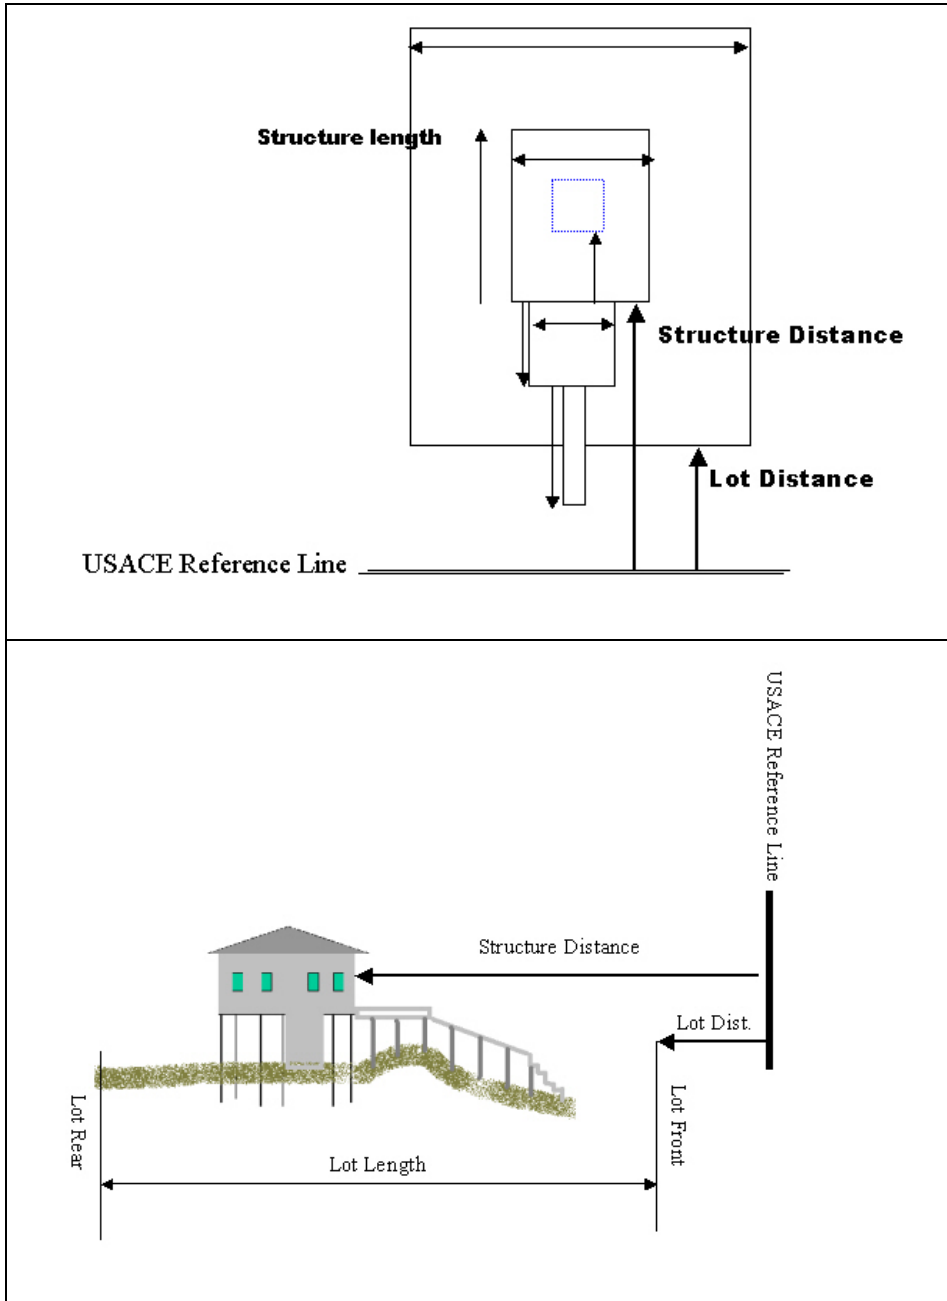 Structure length
Structure Distance
Lot Distance
USACE Reference Line
USACE Reference Line
Structure Distance
Lot Dist.
Lot Rear
Lot Front
Lot Length